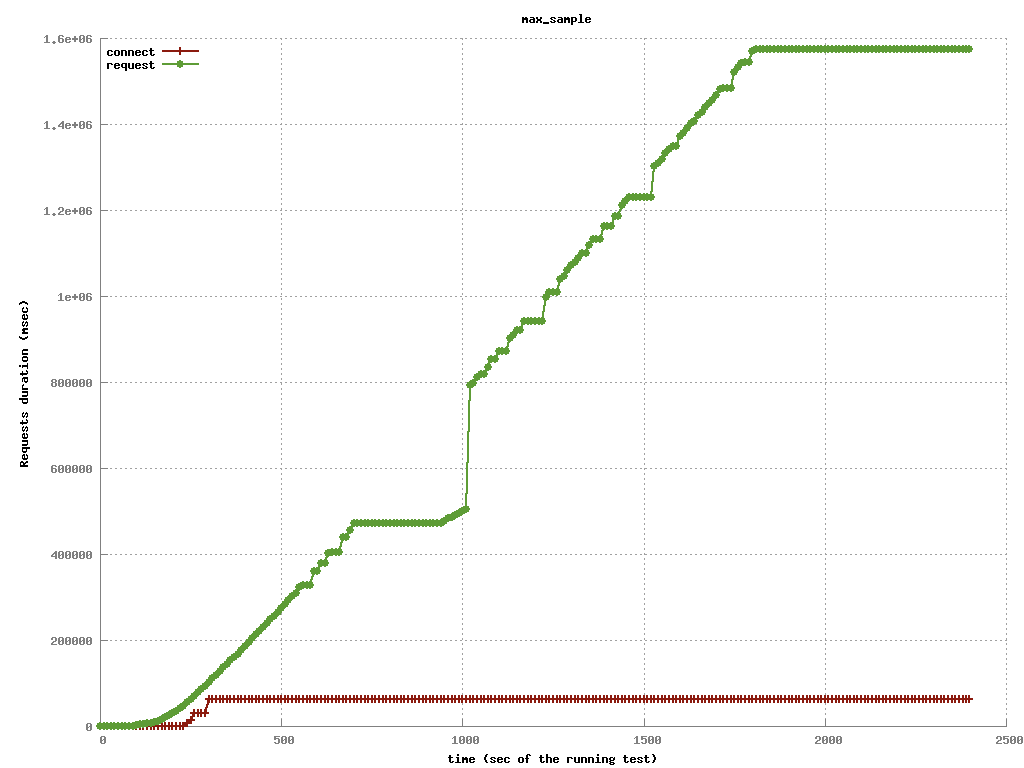 max_sample
1.6e+06
connect
request
1.4e+06
1.2e+06
1e+06
800000
600000
400000
200000
0
Requests duration (msec)
0 500 1000 1500 2000 2500
time (sec of the running test)